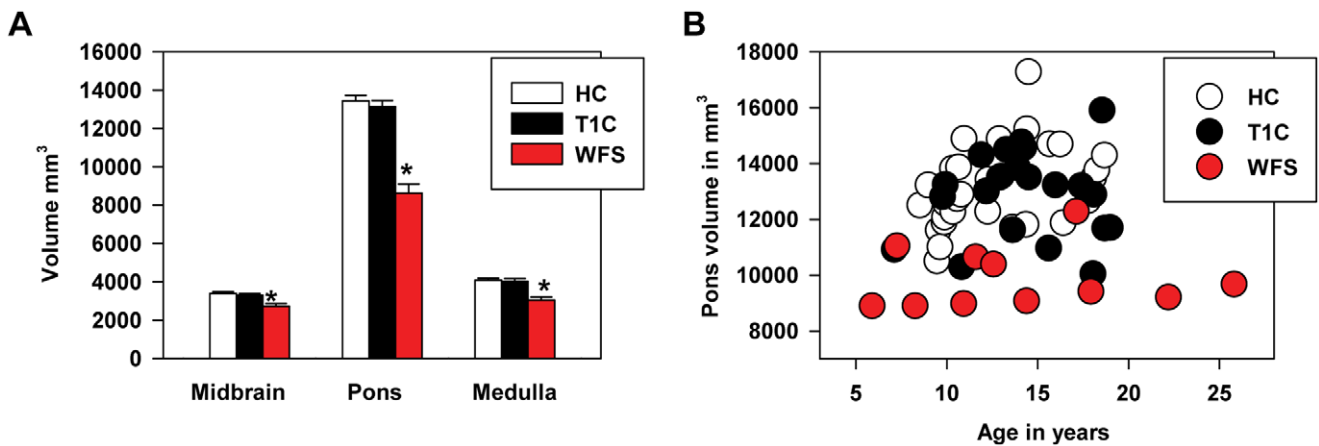 A
Volume mm³
16000
14000
12000
10000
8000
6000
4000
2000
0
HC
T1C
WFS
*
*
*
Midbrain
Pons
Medulla
B
Pons volume in mm³
18000
16000
14000
12000
10000
8000
HC
T1C
WFS
5
10
15
20
25
Age in years